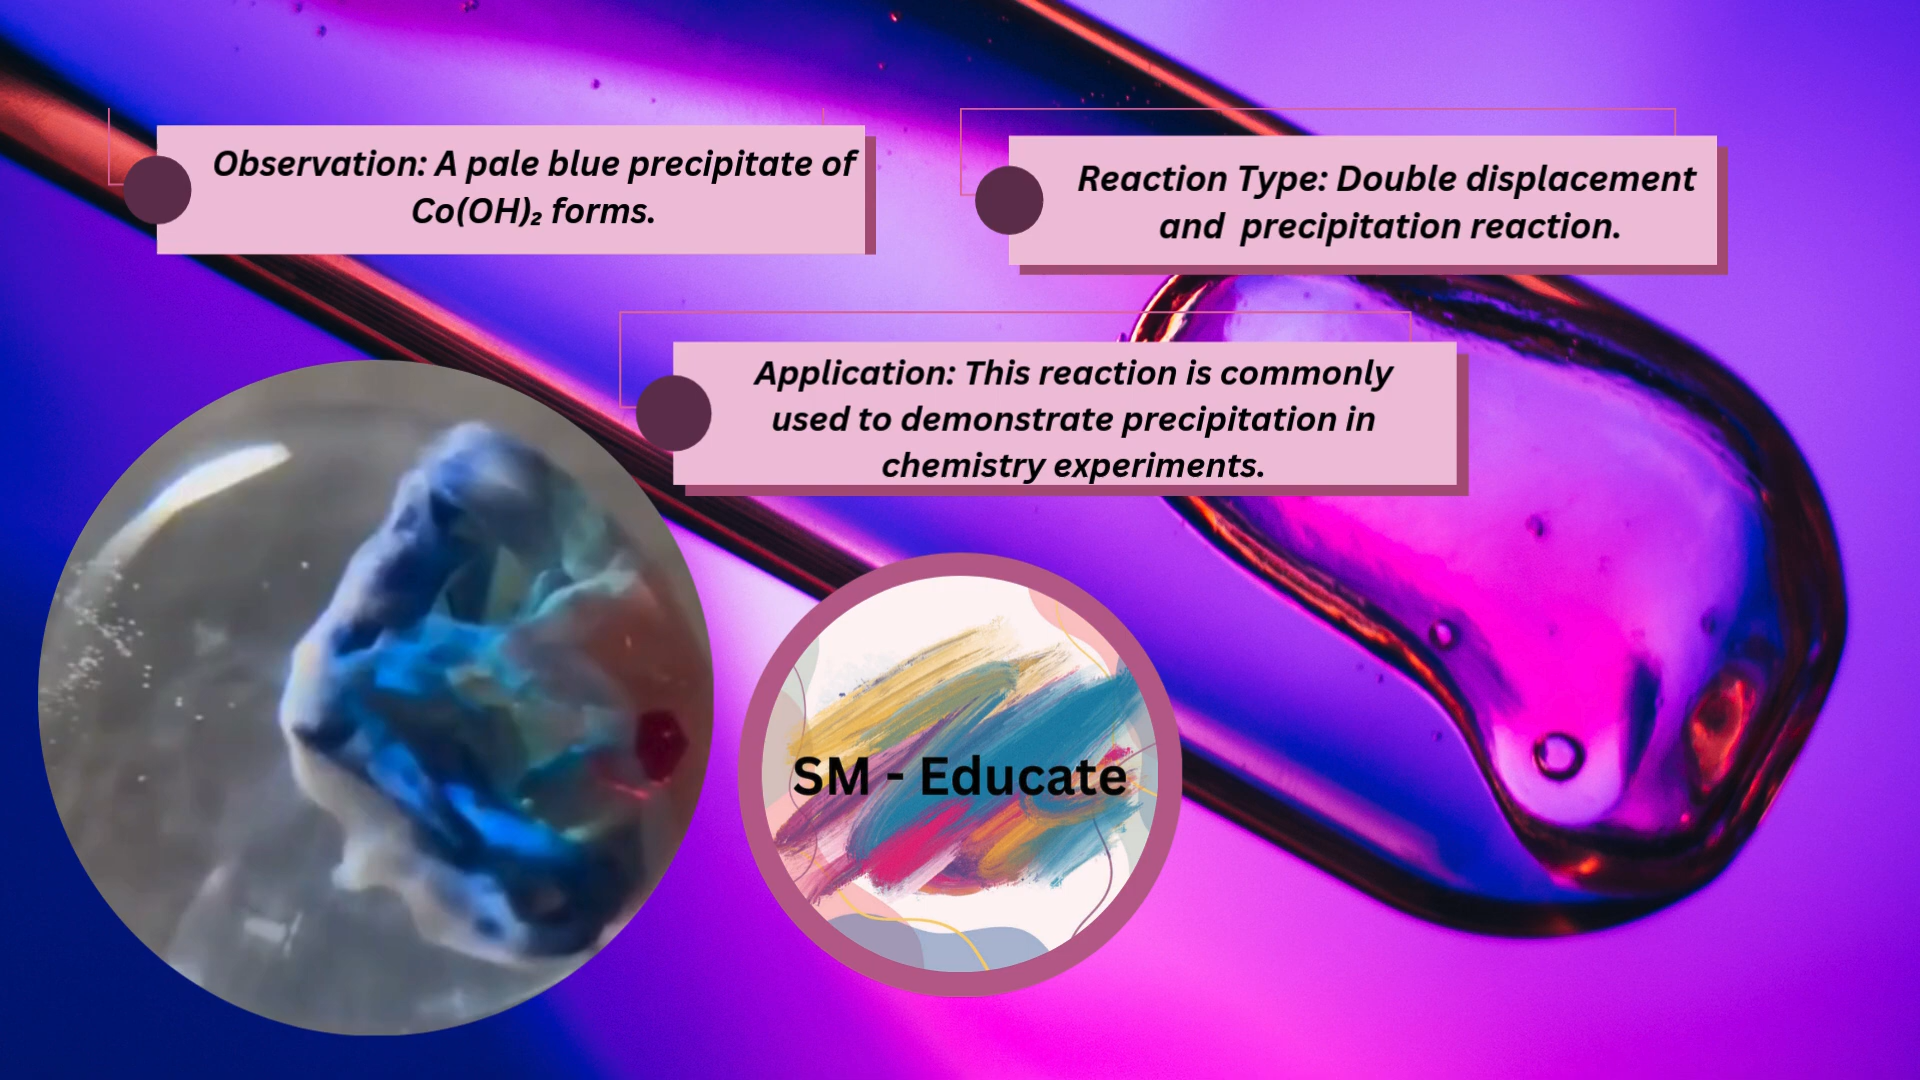 Observation: A pale blue precipitate of
Co(OH)₂ forms.
Reaction Type: Double displacement
and  precipitation reaction.
Application: This reaction is commonly
used to demonstrate precipitation in
chemistry experiments.
SM - Educate